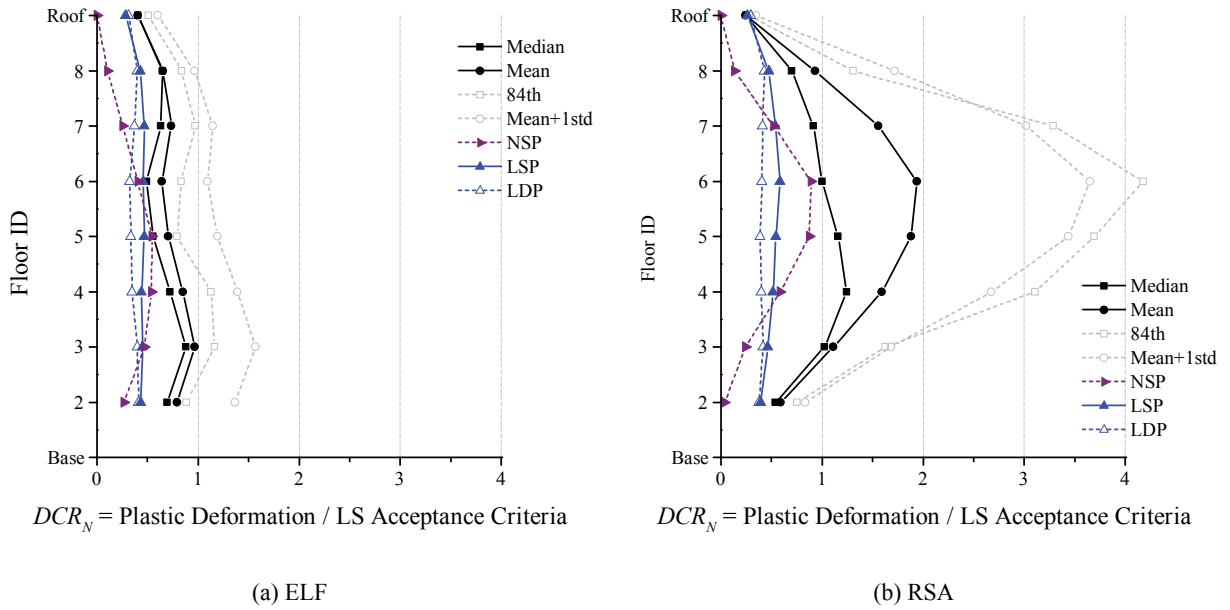 Roof
8
7
6
5
4
3
2
Base
Floor ID
0
1
2
3
4
Median
Mean
84th
Mean+1std
NSP
LSP
LDP
DCR_N = Plastic Deformation / LS Acceptance Criteria
(a) ELF
Roof
8
7
6
5
4
3
2
Base
Floor ID
0
1
2
3
4
Median
Mean
84th
Mean+1std
NSP
LSP
LDP
DCR_N = Plastic Deformation / LS Acceptance Criteria
(b) RSA